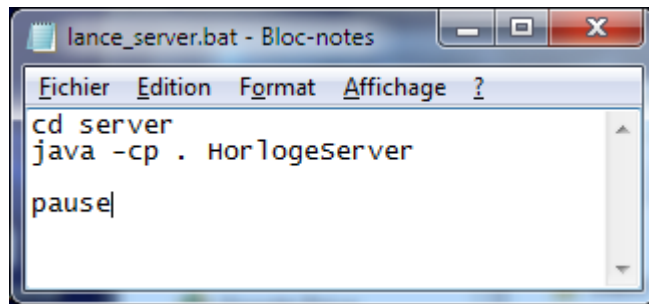 lance_server.bat - Bloc-notes
Fichier Edition Format Affichage ?
cd server
java -cp . HorlogeServer
pause